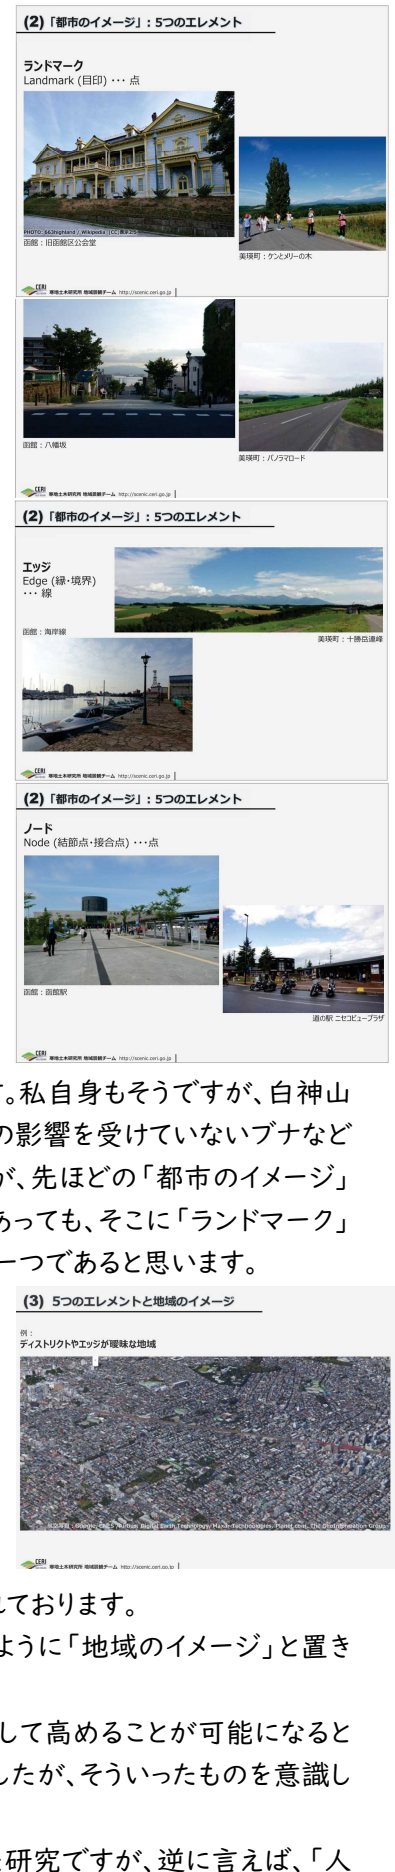 (2)「都市のイメージ」: 5つのエレメント
ランドマーク
Landmark (目印) ・・・ 点
PHOTO: 663highland / Wikipedia
函館：旧函館区公会堂
美瑛町：ケンとメリーの木
CERI
寒地土木研究所 地域景観チーム http://scenic.ceri.go.jp
函館：八幡坂
美瑛町：パノラマロード
CERI
寒地土木研究所 地域景観チーム http://scenic.ceri.go.jp
(2)「都市のイメージ」: 5つのエレメント
エッジ
Edge (縁・境界)
・・・ 線
函館：海岸線
美瑛町：十勝岳連峰
CERI
寒地土木研究所 地域景観チーム http://scenic.ceri.go.jp
(2)「都市のイメージ」: 5つのエレメント
ノード
Node (結節点・接合点) ・・・点
函館：函館駅
道の駅 ニセコビュープラザ
CERI
寒地土木研究所 地域景観チーム http://scenic.ceri.go.jp
。私自身もそうですが、白神山
の影響を受けていないブナなど
が、先ほどの「都市のイメージ」
あっても、そこに「ランドマーク」
一つであると思います。
(3) 5つのエレメントと地域のイメージ
例：
ディストリクトやエッジが曖昧な地域
CERI
寒地土木研究所 地域景観チーム http://scenic.ceri.go.jp
ております。
ように「地域のイメージ」と置き
して高めることが可能になると
したが、そういったものを意識し
研究ですが、逆に言えば、「人